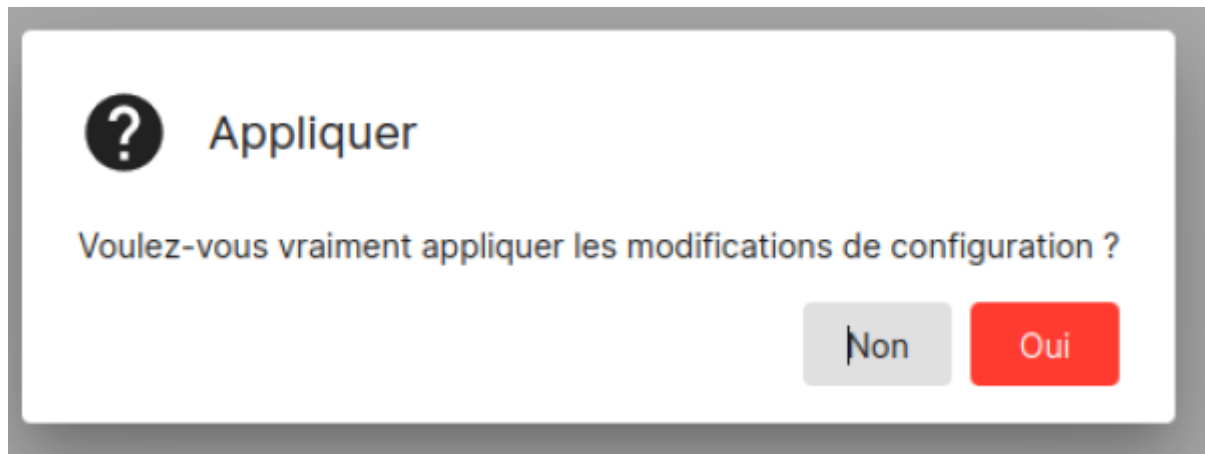 Appliquer
Voulez-vous vraiment appliquer les modifications de configuration ?
Non
Oui